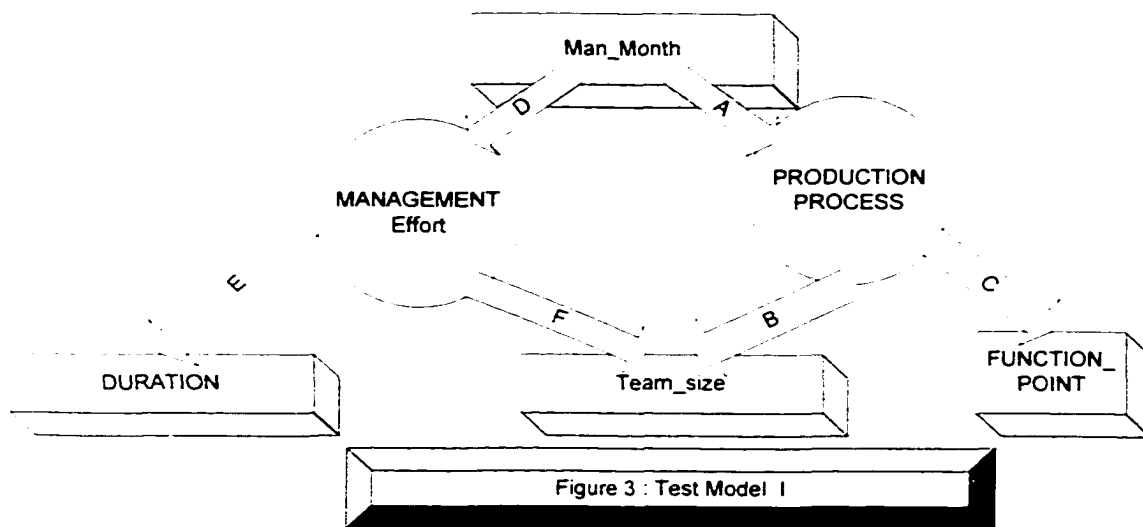 Man_Month
D
A
MANAGEMENT
Effort
PRODUCTION
PROCESS
E
F
B
C
DURATION
Team_size
FUNCTION_
POINT
Figure 3 : Test Model I